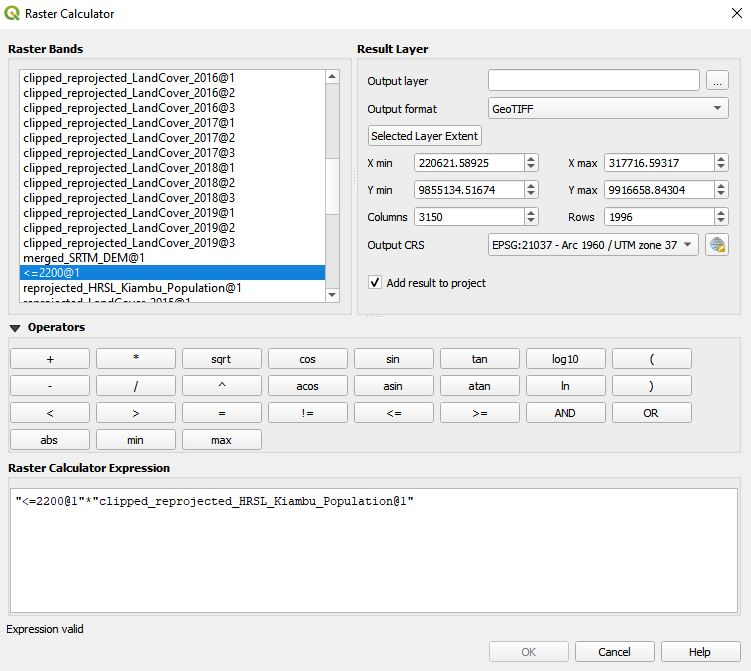 Raster Calculator
Raster Bands
clipped_reprojected_LandCover_2016@1
clipped_reprojected_LandCover_2016@2
clipped_reprojected_LandCover_2016@3
clipped_reprojected_LandCover_2017@1
clipped_reprojected_LandCover_2017@2
clipped_reprojected_LandCover_2017@3
clipped_reprojected_LandCover_2018@1
clipped_reprojected_LandCover_2018@2
clipped_reprojected_LandCover_2018@3
clipped_reprojected_LandCover_2019@1
clipped_reprojected_LandCover_2019@2
clipped_reprojected_LandCover_2019@3
merged_SRTM_DEM@1
<=2200@1
reprojected_HRSL_Kiambu_Population@1
reprojected_LandCover_2015@1
Result Layer
Output layer ...
Output format GeoTIFF
Selected Layer Extent
X min 220621.58925 X max 317716.59317
Y min 9855134.51674 Y max 9916658.84304
Columns 3150 Rows 1996
Output CRS EPSG:21037 - Arc 1960 / UTM zone 37
Add result to project
Operators
+ * sqrt cos sin tan log10 (
- / ^ acos asin atan ln )
< > = != <= >= AND OR
abs min max
Raster Calculator Expression
"<=2200@1"*"clipped_reprojected_HRSL_Kiambu_Population@1"
Expression valid
OK Cancel Help